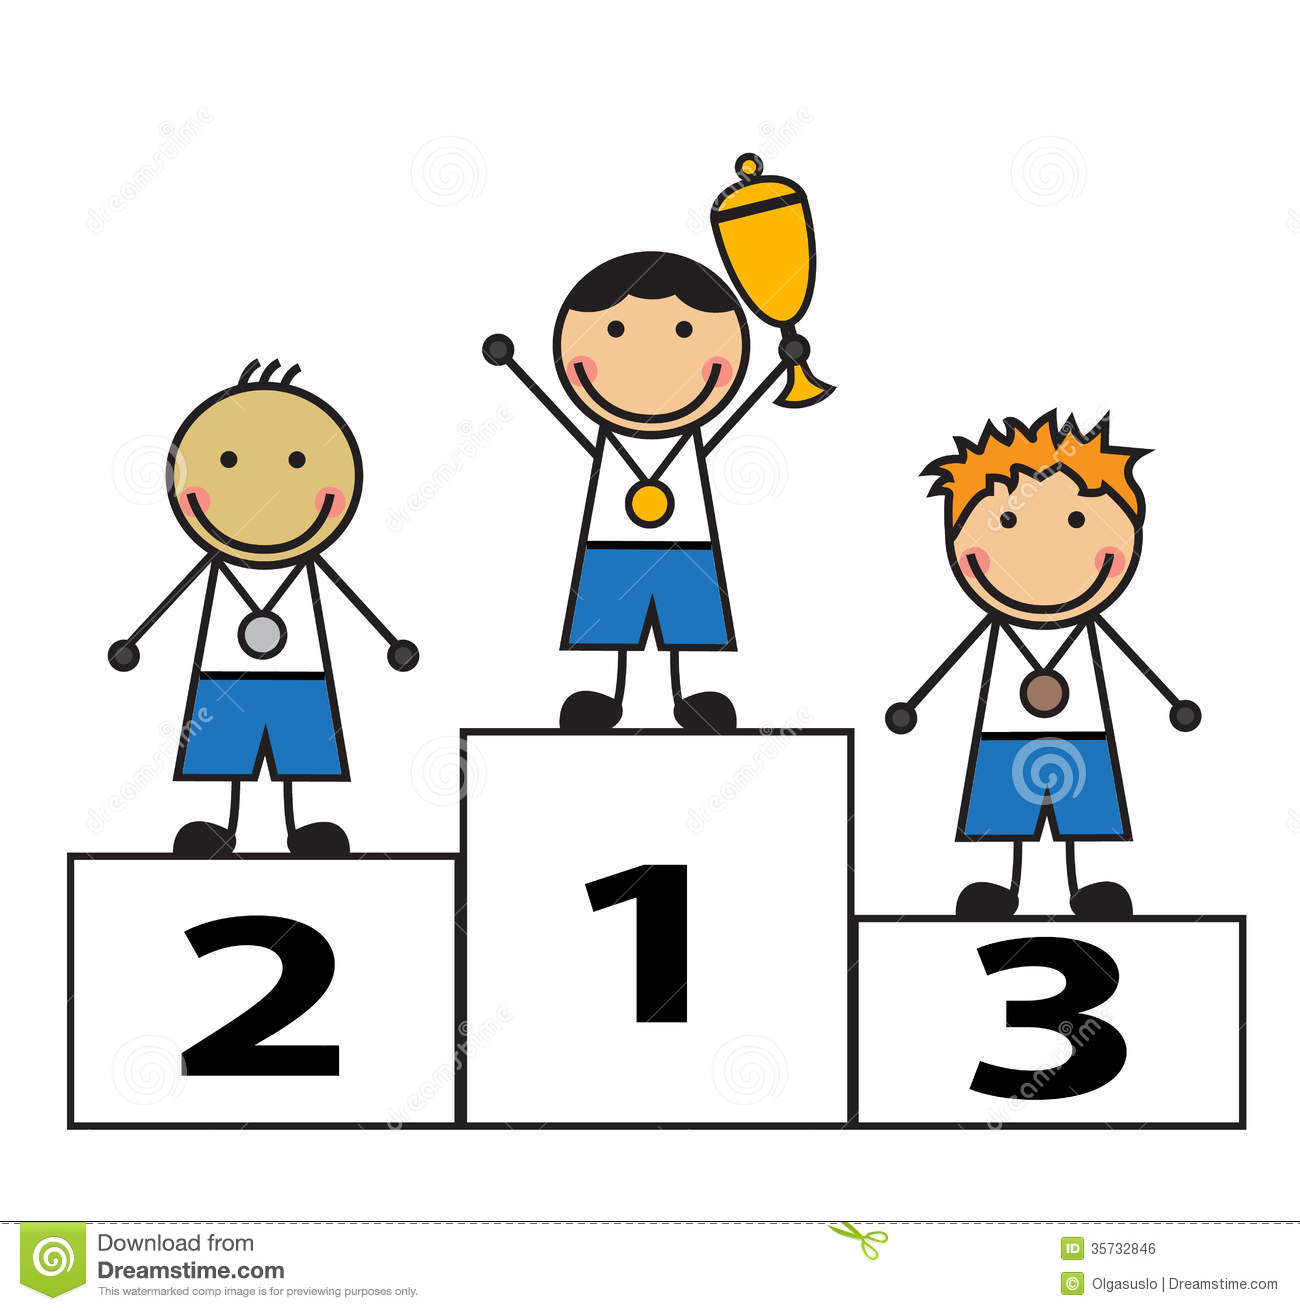 dreamstime
2
1
3
Download from
Dreamstime.com
This watermarked comp image is for previewing purposes only.
ID 35732846
© Olgasuslo | Dreamstime.com